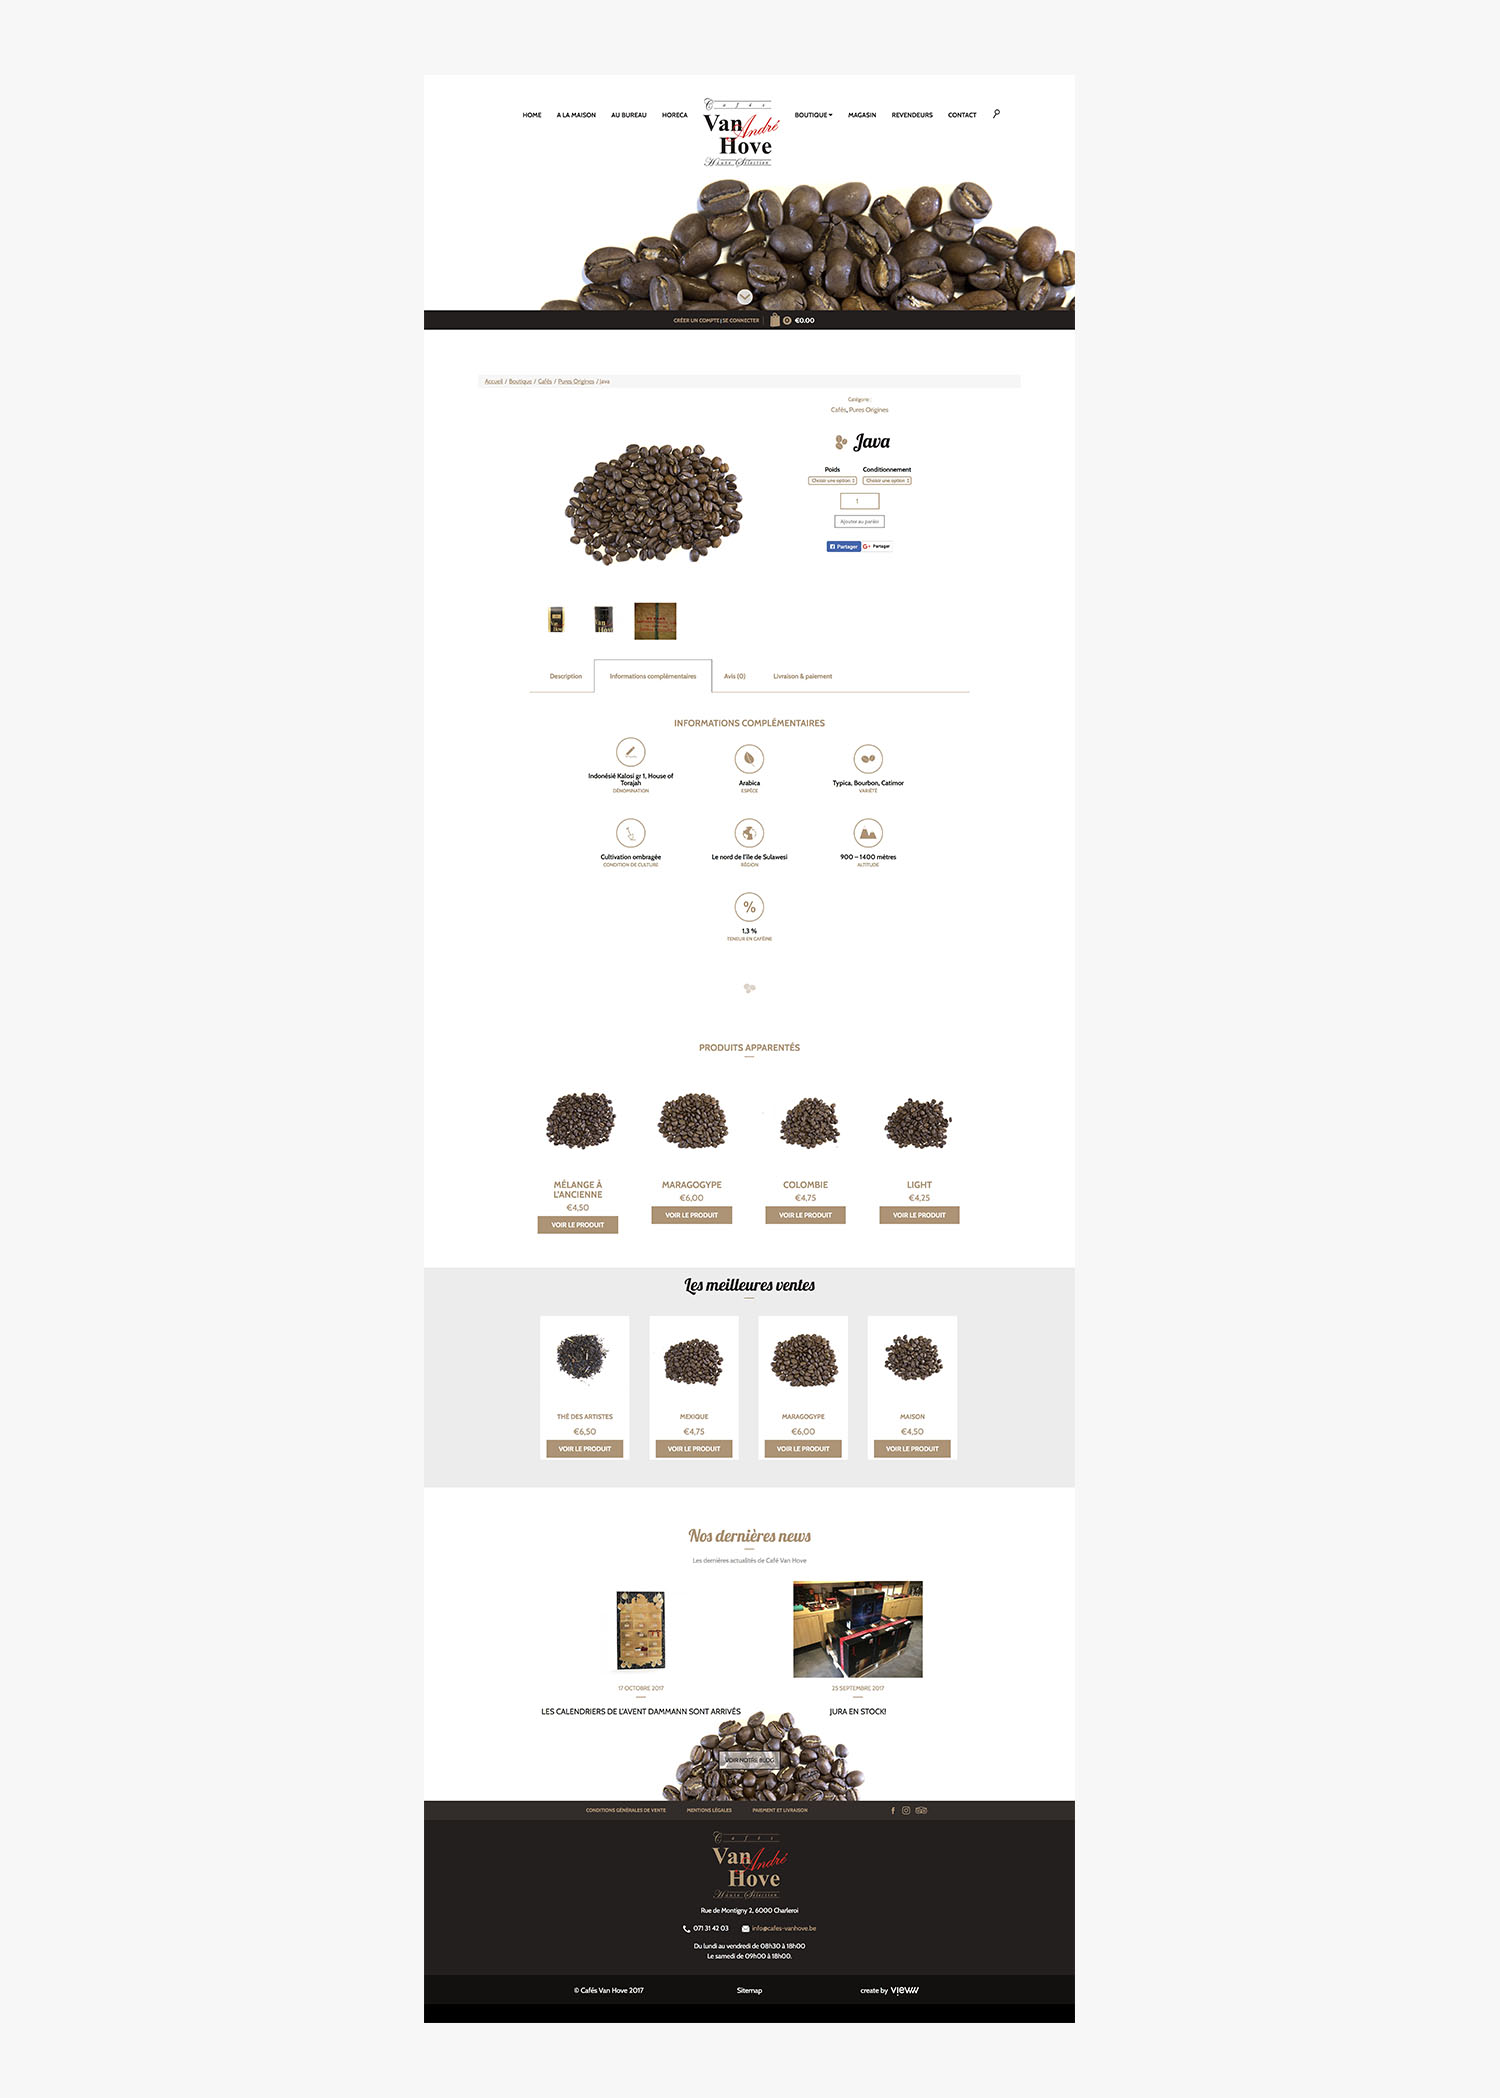 HOME A LA MAISON AU BUREAU HORECA
Cafés
Van André
Hove
Haute Sélection
BOUTIQUE MAGASIN REVENDEURS CONTACT
CRÉER UN COMPTE | SE CONNECTER 0 €0.00
Accueil / Boutique / Cafés / Pures Origines / Java
Catégorie :
Cafés, Pures Origines
Java
Poids Conditionnement
Choisir une option Choisir une option
1
Ajouter au panier
Partager G+ Partager
Van
Hove
Description Informations complémentaires Avis (0) Livraison & paiement
INFORMATIONS COMPLÉMENTAIRES
Indonésié Kalosi gr 1, House of
Torajah
DÉNOMINATION
Arabica
ESPÈCE
Typica, Bourbon, Catimor
VARIÉTÉ
Cultivation ombragée
CONDITION DE CULTURE
Le nord de l'île de Sulawesi
RÉGION
900 – 1400 mètres
ALTITUDE
%
1,3 %
TENEUR EN CAFÉINE
PRODUITS APPARENTÉS
MÉLANGE À
L'ANCIENNE
€4,50
VOIR LE PRODUIT
MARAGOGYPE
€6,00
VOIR LE PRODUIT
COLOMBIE
€4,75
VOIR LE PRODUIT
LIGHT
€4,25
VOIR LE PRODUIT
Les meilleures ventes
THÉ DES ARTISTES
€6,50
VOIR LE PRODUIT
MEXIQUE
€4,75
VOIR LE PRODUIT
MARAGOGYPE
€6,00
VOIR LE PRODUIT
MAISON
€4,50
VOIR LE PRODUIT
Nos dernières news
Les dernières actualités de Café Van Hove
17 OCTOBRE 2017
LES CALENDRIERS DE L'AVENT DAMMANN SONT ARRIVÉS
25 SEPTEMBRE 2017
JURA EN STOCK!
VOIR NOTRE BLOG
CONDITIONS GÉNÉRALES DE VENTE MENTIONS LÉGALES PAIEMENT ET LIVRAISON
Cafés
Van André
Hove
Haute Sélection
Rue de Montigny 2, 6000 Charleroi
071 31 42 03 info@cafes-vanhove.be
Du lundi au vendredi de 08h30 à 18h00
Le samedi de 09h00 à 18h00.
© Cafés Van Hove 2017 Sitemap create by view